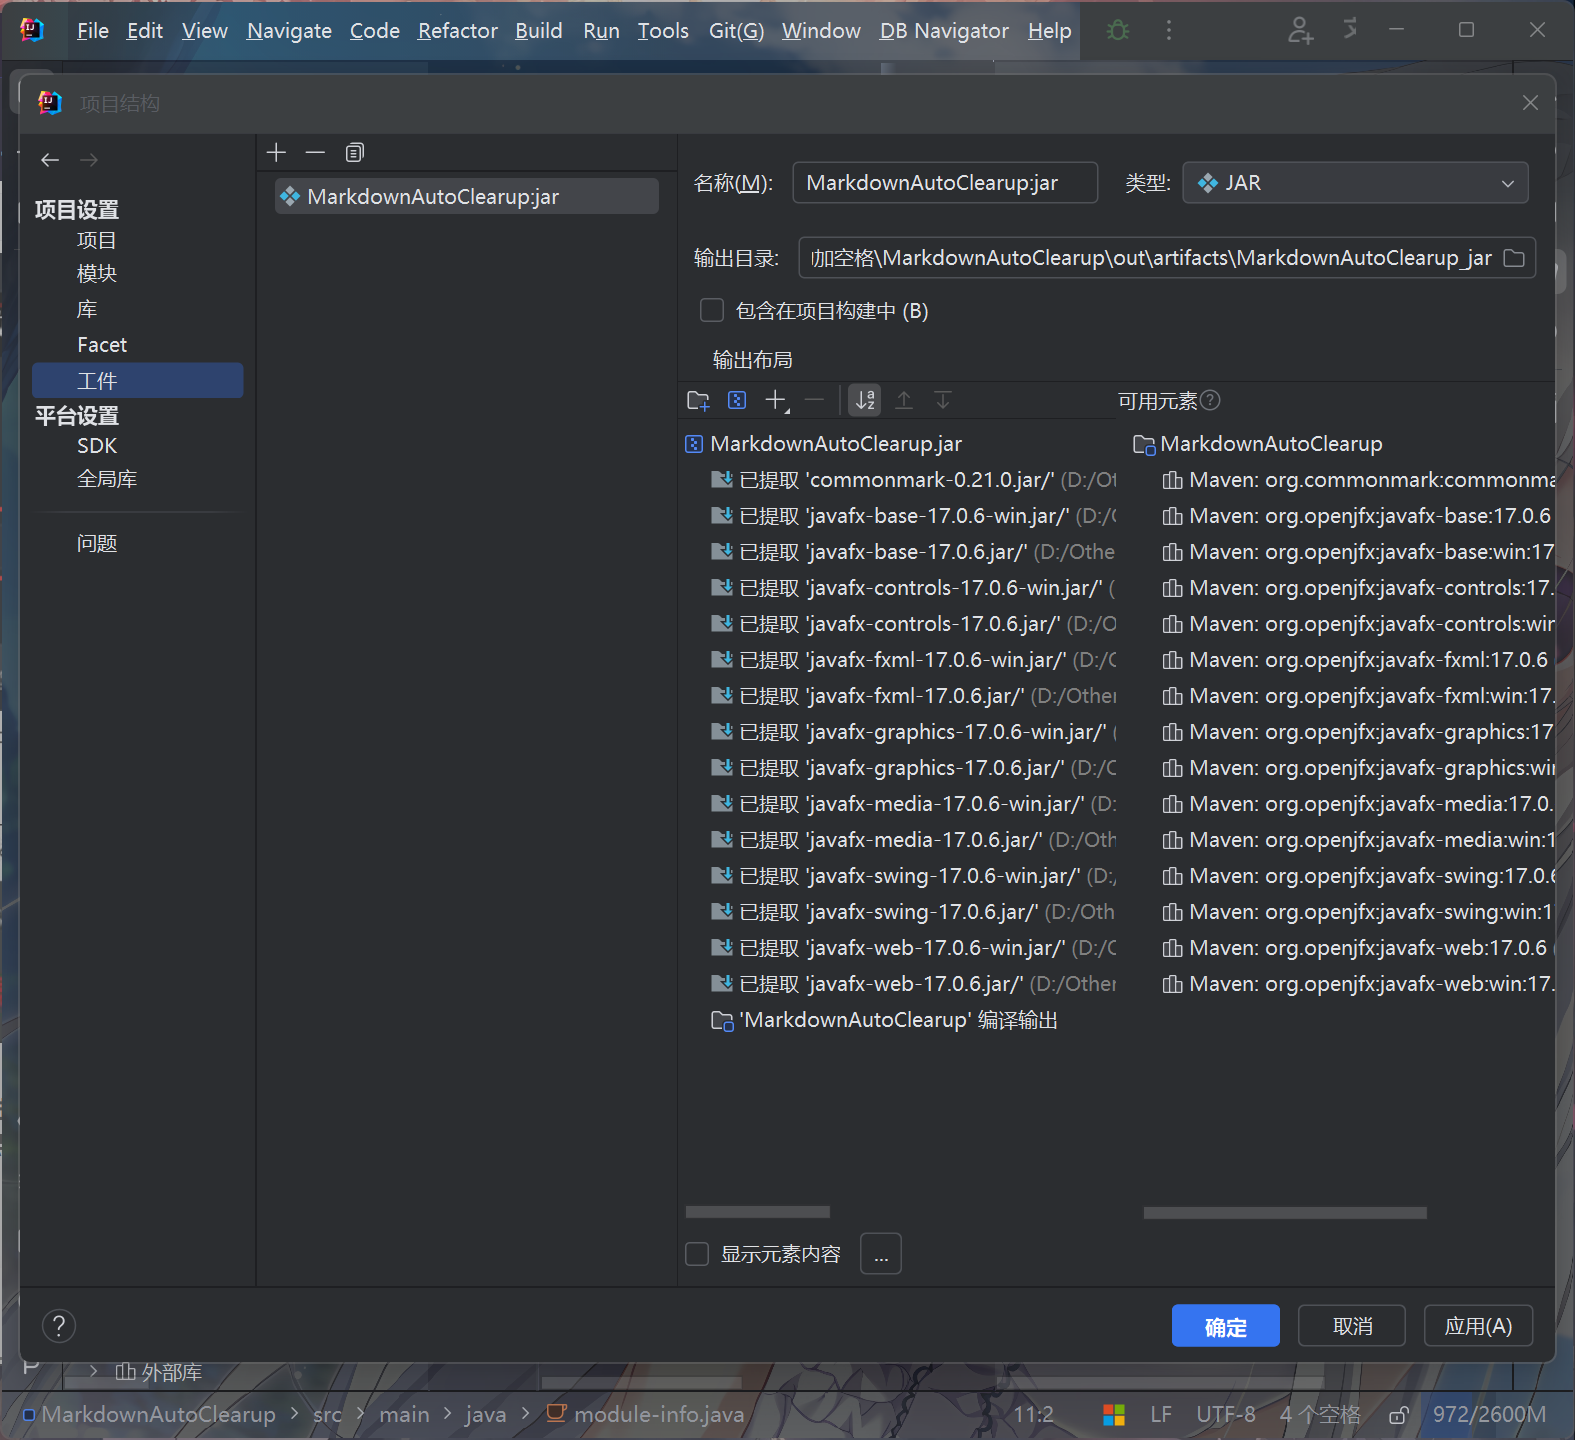 File Edit View Navigate Code Refactor Build Run Tools Git(G) Window DB Navigator Help
项目结构
项目设置
项目
模块
库
Facet
工件
平台设置
SDK
全局库
问题
MarkdownAutoClearup:jar
名称(M): MarkdownAutoClearup:jar 类型: JAR
输出目录: 加空格\MarkdownAutoClearup\out\artifacts\MarkdownAutoClearup_jar
包含在项目构建中 (B)
输出布局
可用元素
MarkdownAutoClearup.jar
已提取 'commonmark-0.21.0.jar/' (D:/Ot
已提取 'javafx-base-17.0.6-win.jar/' (D:/
已提取 'javafx-base-17.0.6.jar/' (D:/Othe
已提取 'javafx-controls-17.0.6-win.jar/' (
已提取 'javafx-controls-17.0.6.jar/' (D:/O
已提取 'javafx-fxml-17.0.6-win.jar/' (D:/
已提取 'javafx-fxml-17.0.6.jar/' (D:/Other
已提取 'javafx-graphics-17.0.6-win.jar/' (
已提取 'javafx-graphics-17.0.6.jar/' (D:/
已提取 'javafx-media-17.0.6-win.jar/' (D:
已提取 'javafx-media-17.0.6.jar/' (D:/Oth
已提取 'javafx-swing-17.0.6-win.jar/' (D:/
已提取 'javafx-swing-17.0.6.jar/' (D:/Oth
已提取 'javafx-web-17.0.6-win.jar/' (D:/
已提取 'javafx-web-17.0.6.jar/' (D:/Other
'MarkdownAutoClearup' 编译输出
MarkdownAutoClearup
Maven: org.commonmark:commonma
Maven: org.openjfx:javafx-base:17.0.6
Maven: org.openjfx:javafx-base:win:17
Maven: org.openjfx:javafx-controls:17.
Maven: org.openjfx:javafx-controls:win
Maven: org.openjfx:javafx-fxml:17.0.6
Maven: org.openjfx:javafx-fxml:win:17.
Maven: org.openjfx:javafx-graphics:17
Maven: org.openjfx:javafx-graphics:win
Maven: org.openjfx:javafx-media:17.0.
Maven: org.openjfx:javafx-media:win:1
Maven: org.openjfx:javafx-swing:17.0.6
Maven: org.openjfx:javafx-swing:win:1
Maven: org.openjfx:javafx-web:17.0.6
Maven: org.openjfx:javafx-web:win:17.
显示元素内容 ...
确定 取消 应用(A)
外部库
MarkdownAutoClearup > src > main > java > module-info.java 11:2 LF UTF-8 4 个空格 972/2600M